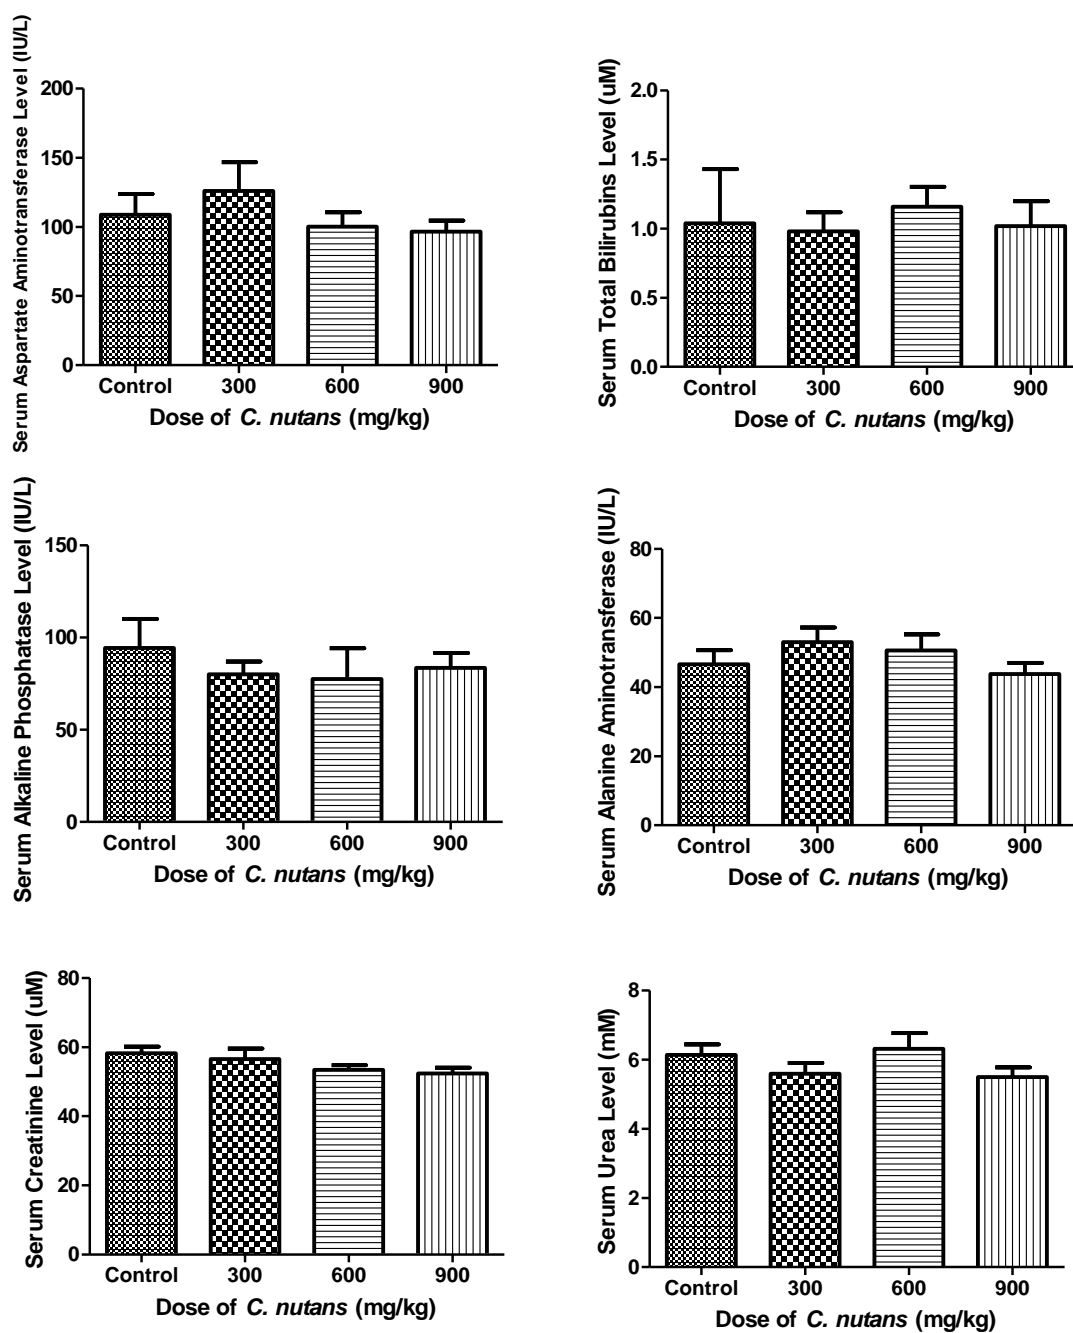 Serum Aspartate Aminotransferase Level (IU/L)
200
150
100
50
0
Control 300 600 900
Dose of C. nutans (mg/kg)
Serum Total Bilirubins Level (uM)
2.0
1.5
1.0
0.5
0.0
Control 300 600 900
Dose of C. nutans (mg/kg)
Serum Alkaline Phosphatase Level (IU/L)
150
100
50
0
Control 300 600 900
Dose of C. nutans (mg/kg)
Serum Alanine Aminotransferase (IU/L)
80
60
40
20
0
Control 300 600 900
Dose of C. nutans (mg/kg)
Serum Creatinine Level (uM)
80
60
40
20
0
Control 300 600 900
Dose of C. nutans (mg/kg)
Serum Urea Level (mM)
8
6
4
2
0
Control 300 600 900
Dose of C. nutans (mg/kg)